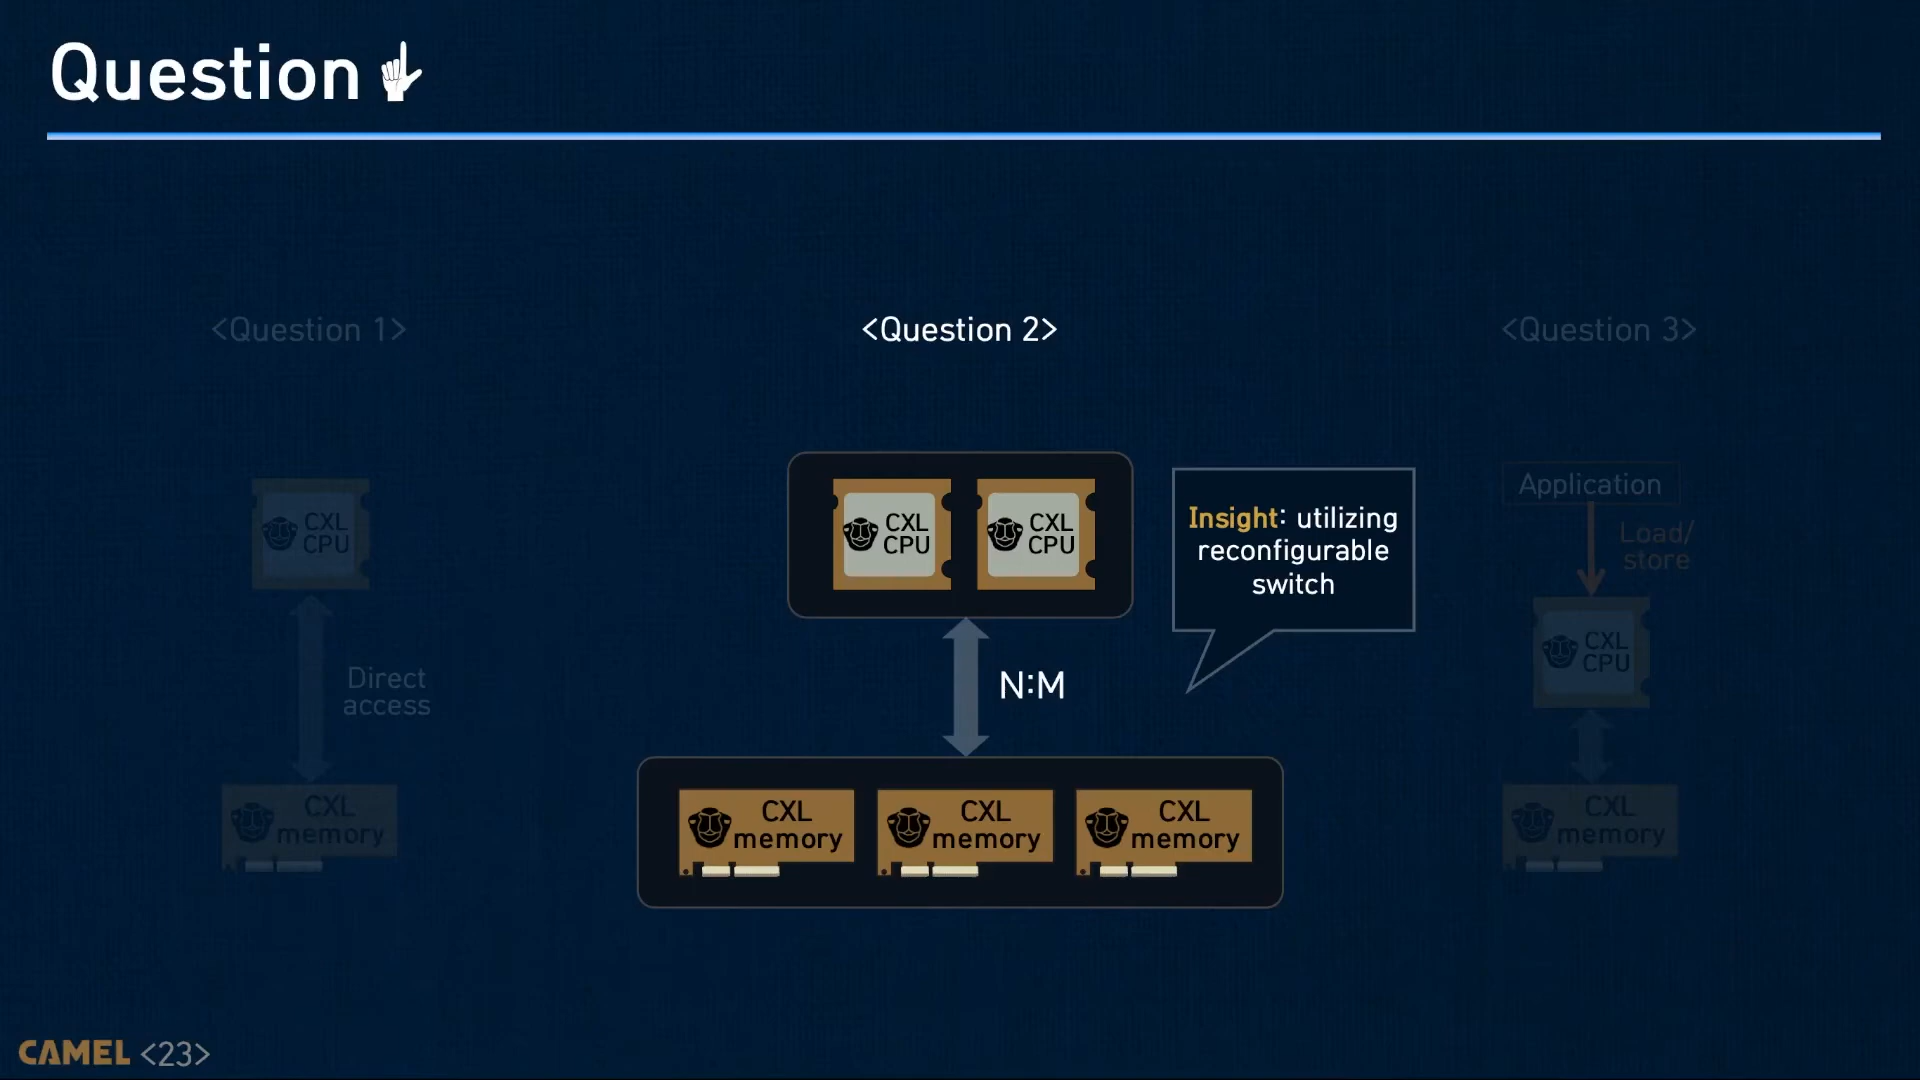 Question
<Question 1>
<Question 2>
<Question 3>
CXL
CPU
Direct
access
CXL
memory
CXL
CPU
CXL
CPU
Insight: utilizing
reconfigurable
switch
N:M
CXL
memory
CXL
memory
CXL
memory
Application
Load/
store
CXL
CPU
CXL
memory
CAMEL <23>